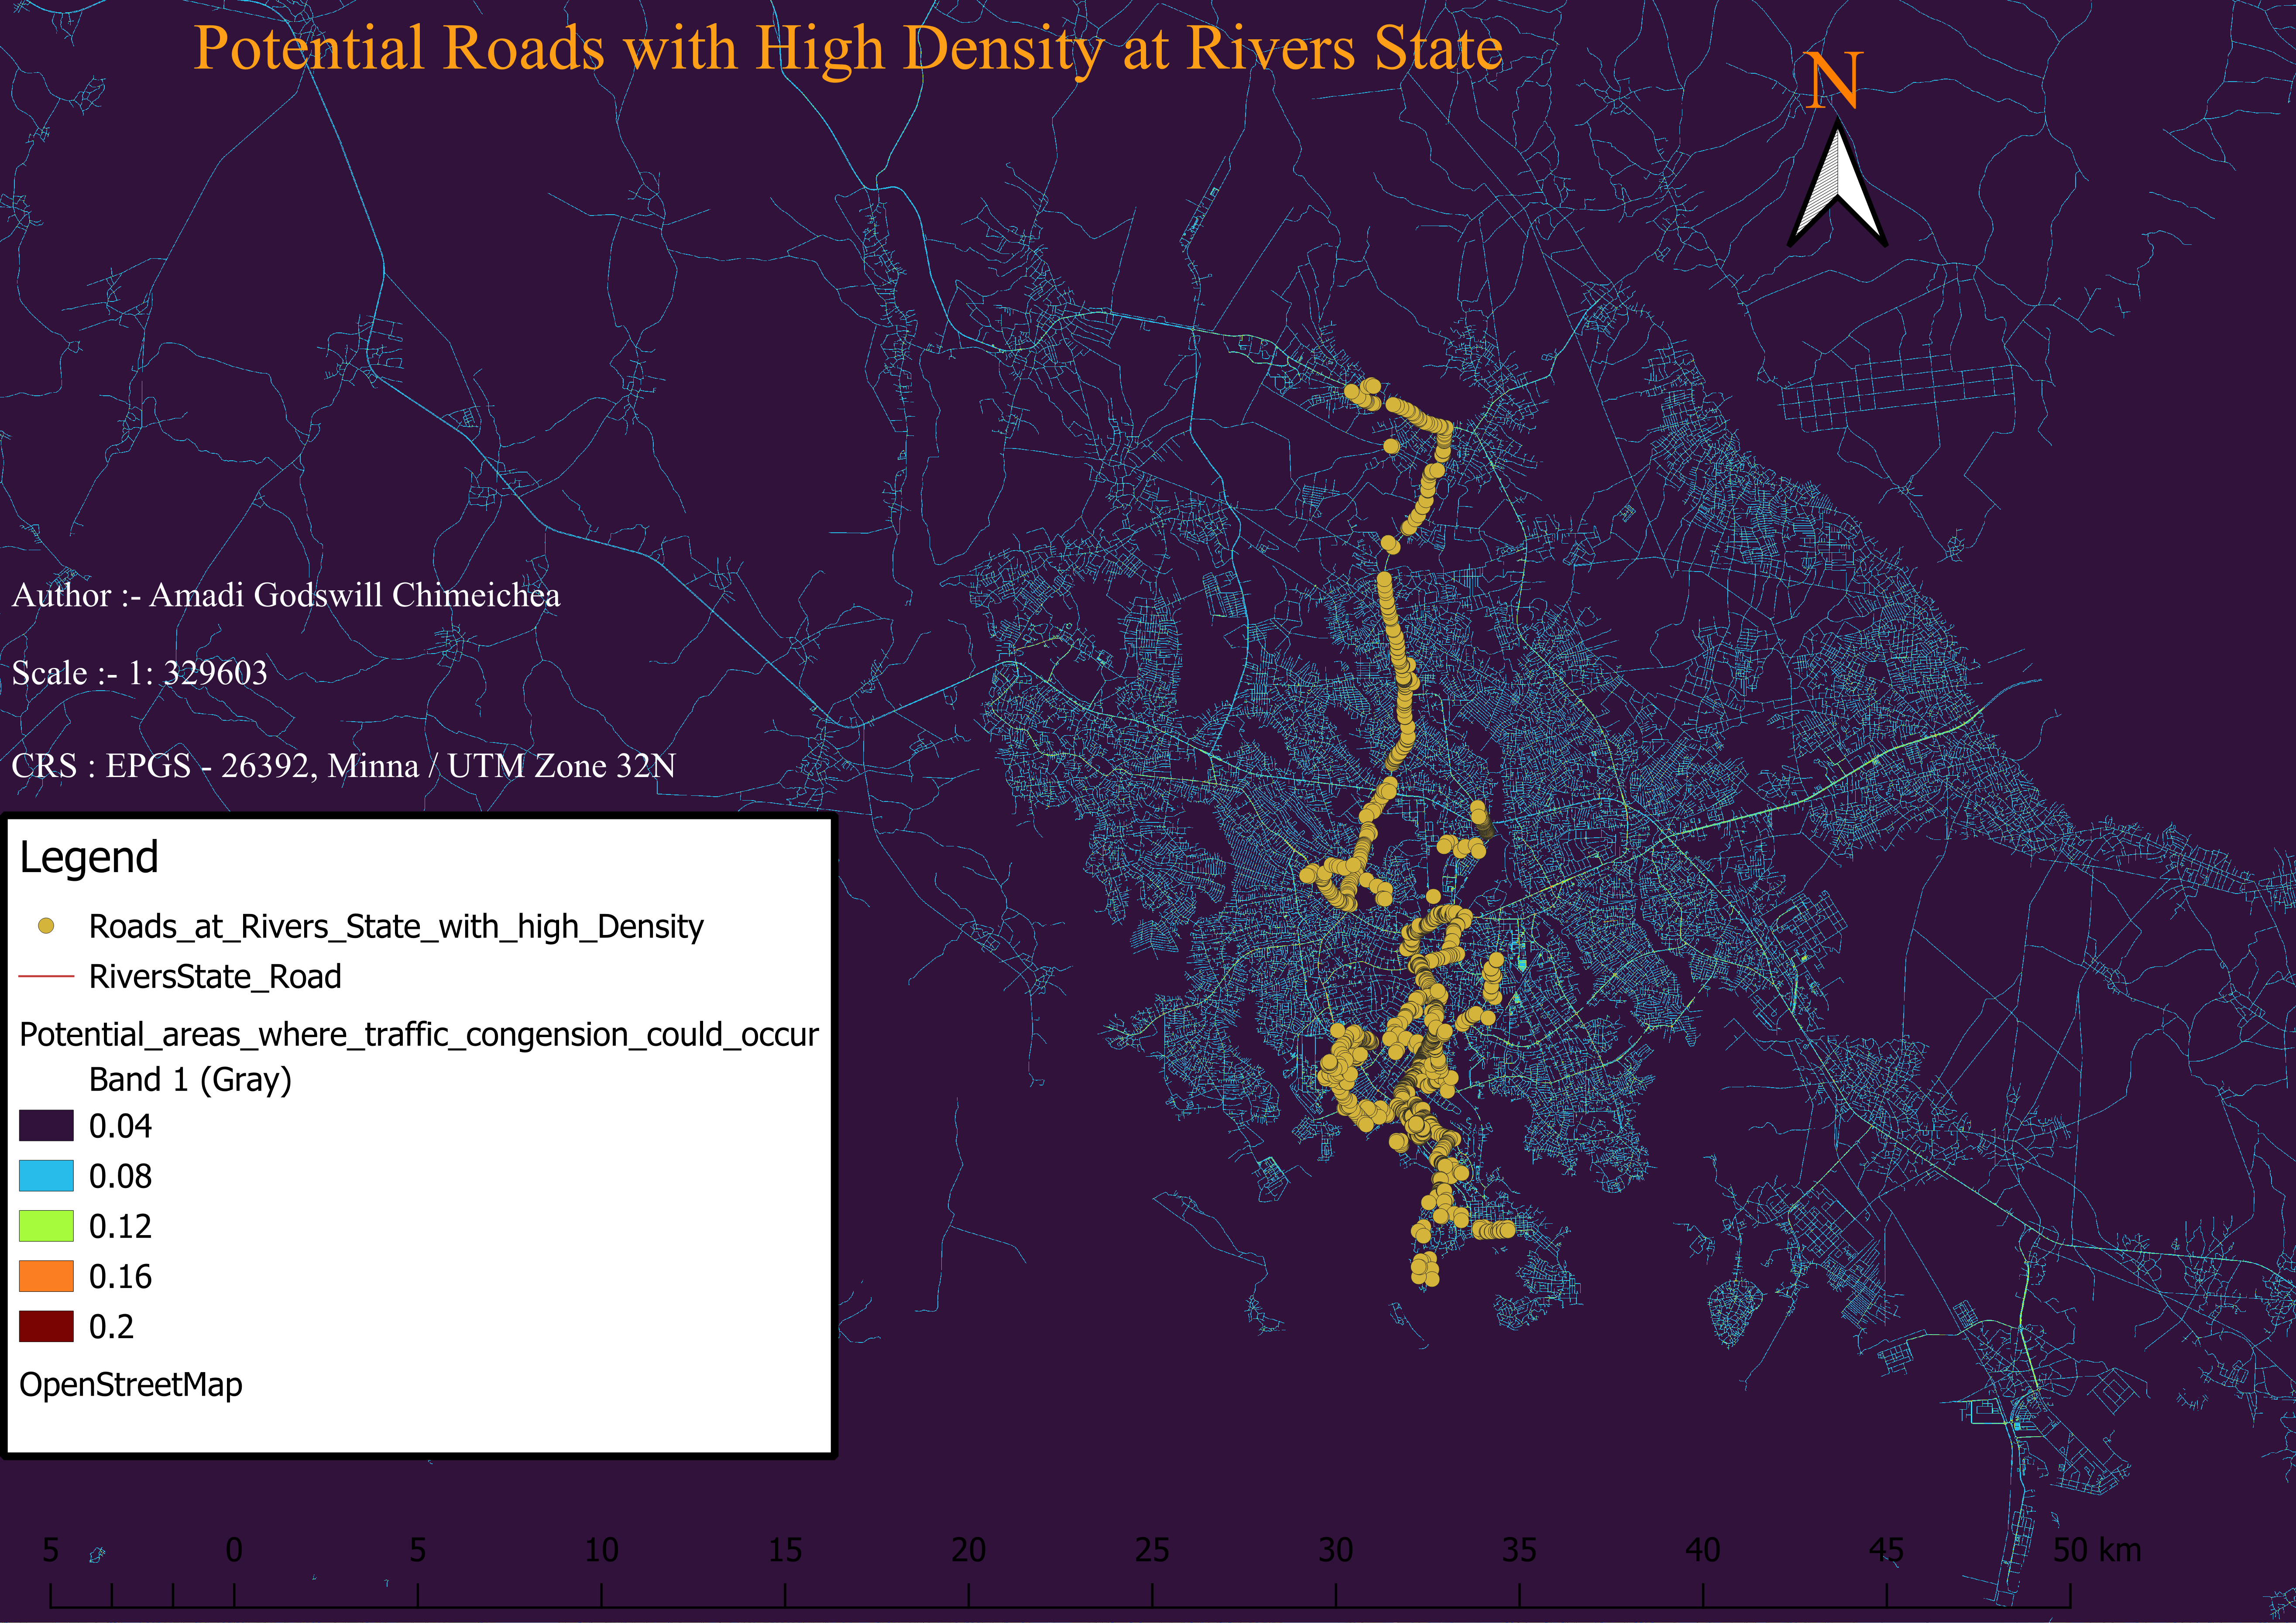 Potential Roads with High Density at Rivers State
N
Author :- Amadi Godswill Chimeichea
Scale :- 1: 329603
CRS : EPGS - 26392, Minna / UTM Zone 32N
Legend
Roads_at_Rivers_State_with_high_Density
RiversState_Road
Potential_areas_where_traffic_congension_could_occur
Band 1 (Gray)
0.04
0.08
0.12
0.16
0.2
OpenStreetMap
5 0 5 10 15 20 25 30 35 40 45 50 km